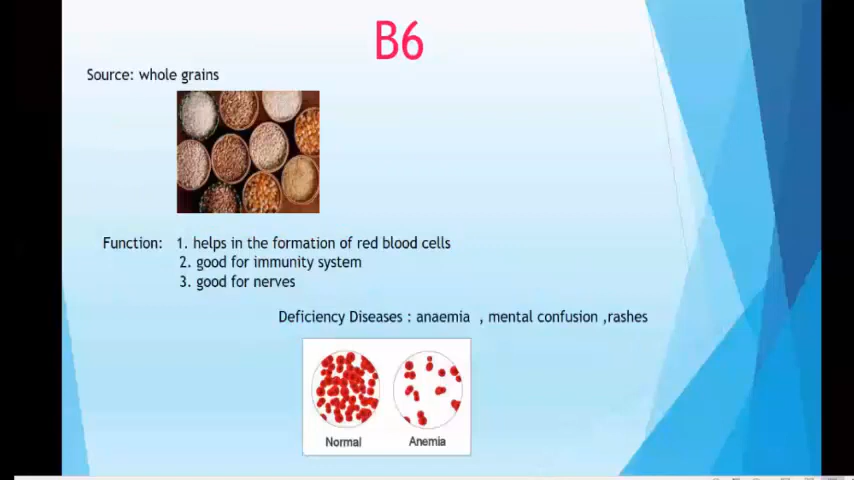 B6
Source: whole grains
Function: 1. helps in the formation of red blood cells
2. good for immunity system
3. good for nerves
Deficiency Diseases : anaemia , mental confusion ,rashes
Normal Anemia